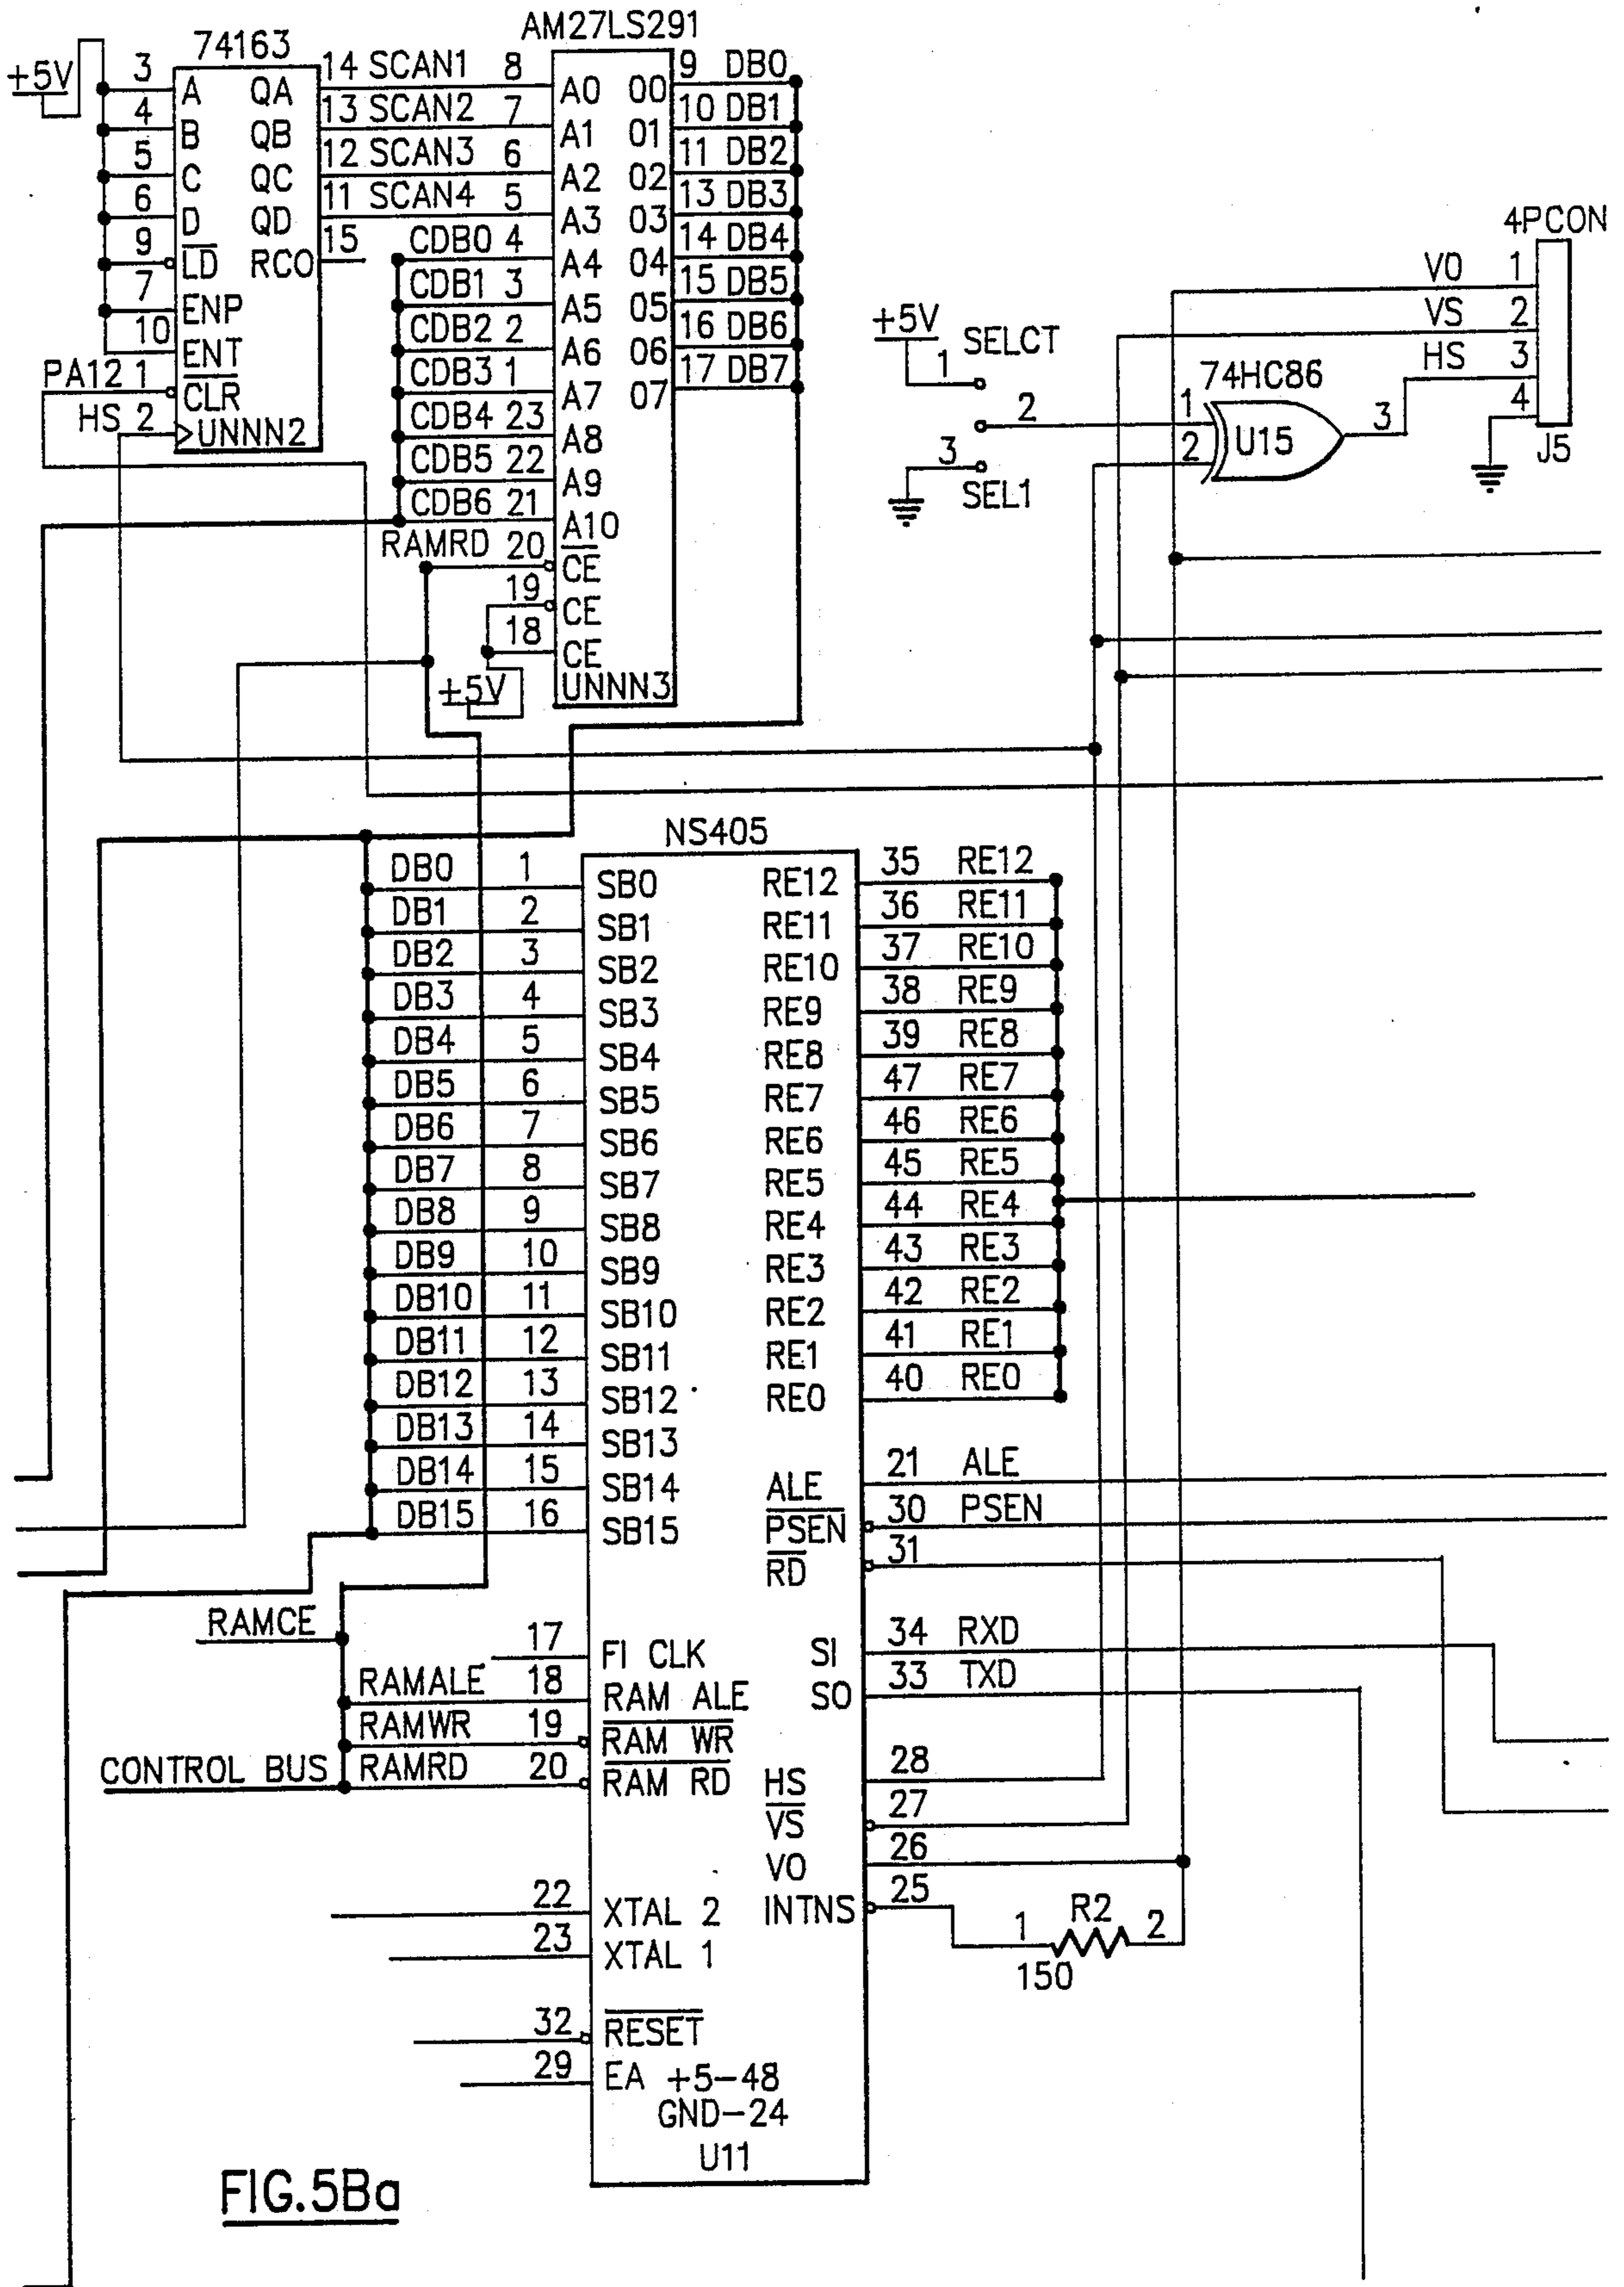 AM27LS291
74163
+5V
3 A QA 14 SCAN1 8 A0 O0 9 DB0
4 B QB 13 SCAN2 7 A1 O1 10 DB1
5 C QC 12 SCAN3 6 A2 O2 11 DB2
6 D QD 11 SCAN4 5 A3 O3 13 DB3
9 LD RCO 15 CDB0 4 A4 O4 14 DB4
7 ENP CDB1 3 A5 O5 15 DB5
10 ENT CDB2 2 A6 O6 16 DB6
PA12 1 CLR CDB3 1 A7 O7 17 DB7
HS 2 UNNN2 CDB4 23 A8
CDB5 22 A9
CDB6 21 A10
RAMRD 20 CE
19 CE
18 CE
+5V UNNN3
4PCON
VO 1
VS 2
HS 3
4
J5
+5V
1 SELCT
2
3
SEL1
74HC86
1
2 U15 3
NS405
DB0 1 SB0 RE12 35 RE12
DB1 2 SB1 RE11 36 RE11
DB2 3 SB2 RE10 37 RE10
DB3 4 SB3 RE9 38 RE9
DB4 5 SB4 RE8 39 RE8
DB5 6 SB5 RE7 47 RE7
DB6 7 SB6 RE6 46 RE6
DB7 8 SB7 RE5 45 RE5
DB8 9 SB8 RE4 44 RE4
DB9 10 SB9 RE3 43 RE3
DB10 11 SB10 RE2 42 RE2
DB11 12 SB11 RE1 41 RE1
DB12 13 SB12 RE0 40 RE0
DB13 14 SB13
DB14 15 SB14 ALE 21 ALE
DB15 16 SB15 PSEN 30 PSEN
RD 31
RAMCE
17 FI CLK SI 34 RXD
RAMALE 18 RAM ALE SO 33 TXD
RAMWR 19 RAM WR
CONTROL BUS RAMRD 20 RAM RD HS 28
VS 27
VO 26
22 XTAL 2 INTNS 25
23 XTAL 1
1 R2 2
150
32 RESET
29 EA +5-48
GND-24
U11
FIG.5Ba